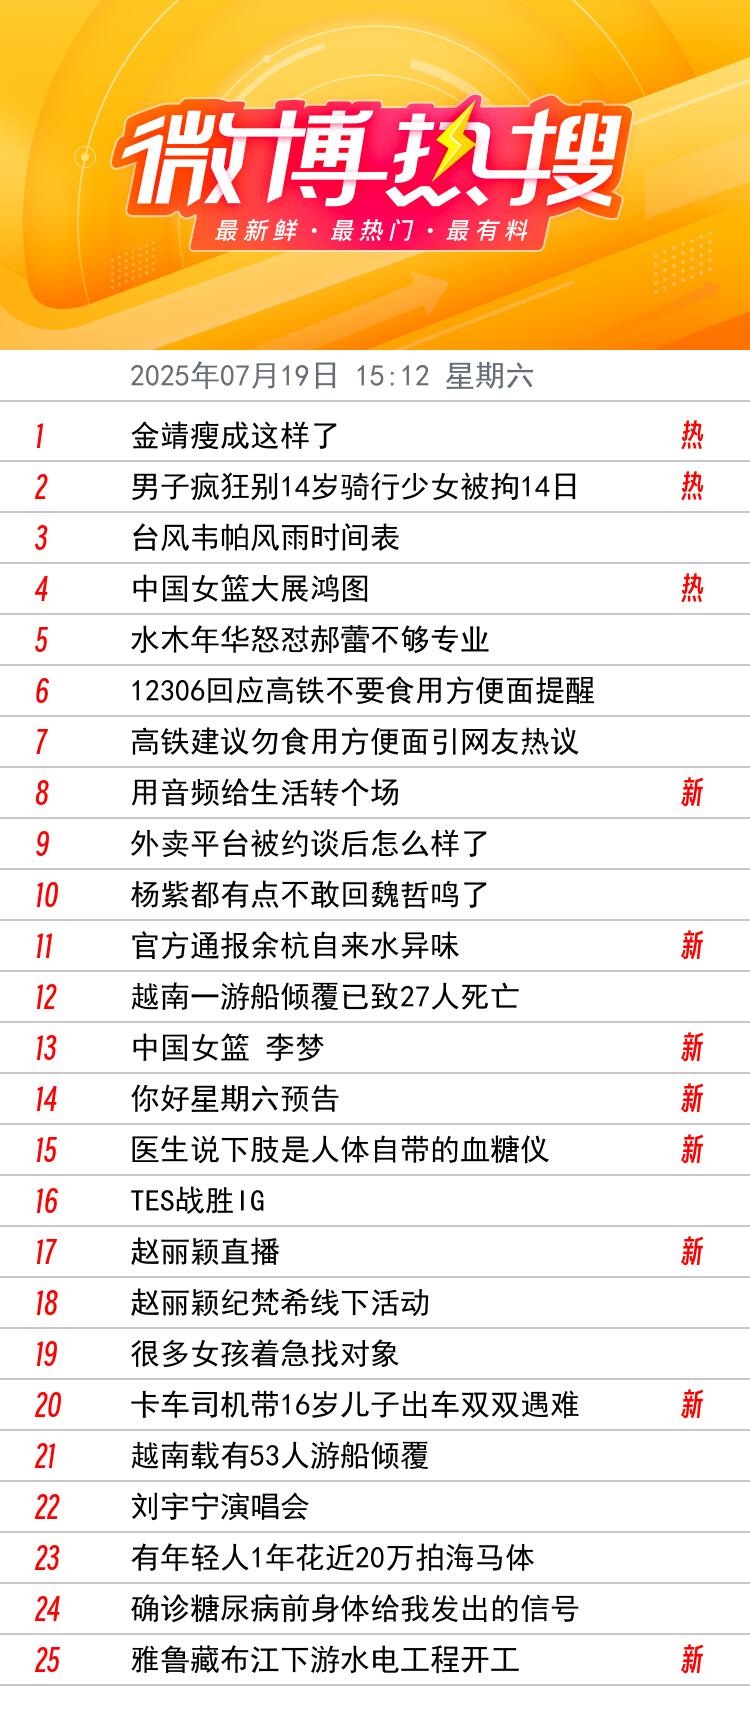 微博热搜
最新鲜·最热门·最有料
2025年07月19日 15:12 星期六
1 金靖瘦成这样了 热
2 男子疯狂别14岁骑行少女被拘14日 热
3 台风韦帕风雨时间表
4 中国女篮大展鸿图 热
5 水木年华怒怼郝蕾不够专业
6 12306回应高铁不要食用方便面提醒
7 高铁建议勿食用方便面引网友热议
8 用音频给生活转个场 新
9 外卖平台被约谈后怎么样了
10 杨紫都有点不敢回魏哲鸣了
11 官方通报余杭自来水异味 新
12 越南一游船倾覆已致27人死亡
13 中国女篮 李梦 新
14 你好星期六预告 新
15 医生说下肢是人体自带的血糖仪 新
16 TES战胜IG
17 赵丽颖直播 新
18 赵丽颖纪梵希线下活动
19 很多女孩着急找对象
20 卡车司机带16岁儿子出车双双遇难 新
21 越南载有53人游船倾覆
22 刘宇宁演唱会
23 有年轻人1年花近20万拍海马体
24 确诊糖尿病前身体给我发出的信号
25 雅鲁藏布江下游水电工程开工 新